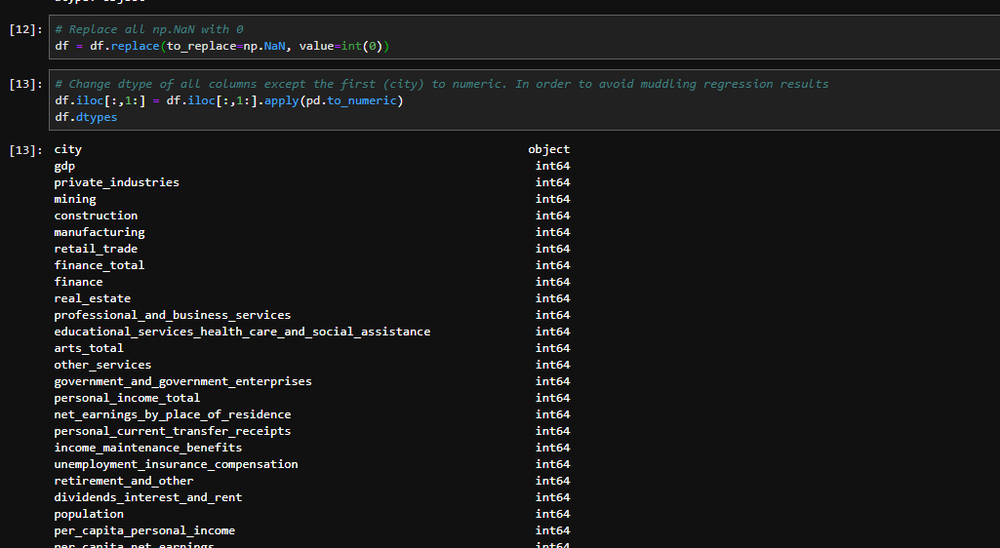 [12]: # Replace all np.NaN with 0
df = df.replace(to_replace=np.NaN, value=int(0))
[13]: # Change dtype of all columns except the first (city) to numeric. In order to avoid muddling regression results
df.iloc[:,1:] = df.iloc[:,1:].apply(pd.to_numeric)
df.dtypes
[13]: city object
gdp int64
private_industries int64
mining int64
construction int64
manufacturing int64
retail_trade int64
finance_total int64
finance int64
real_estate int64
professional_and_business_services int64
educational_services_health_care_and_social_assistance int64
arts_total int64
other_services int64
government_and_government_enterprises int64
personal_income_total int64
net_earnings_by_place_of_residence int64
personal_current_transfer_receipts int64
income_maintenance_benefits int64
unemployment_insurance_compensation int64
retirement_and_other int64
dividends_interest_and_rent int64
population int64
per_capita_personal_income int64
per_capita_net_earnings int64